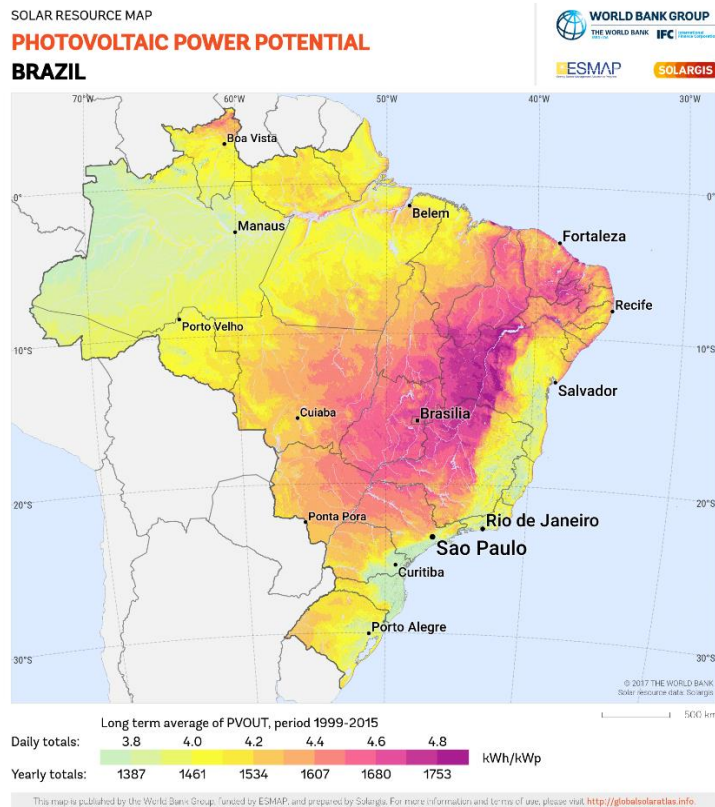 SOLAR RESOURCE MAP
PHOTOVOLTAIC POWER POTENTIAL
BRAZIL
WORLD BANK GROUP
THE WORLD BANK
IFC International Finance Corporation
ESMAP
SOLARGIS
70°W 60°W 50°W 40°W 30°W
Boa Vista
0° 0°
Belem
Manaus
Fortaleza
Recife
Porto Velho
10°S 10°S
Salvador
Cuiaba
Brasilia
20°S 20°S
Ponta Pora
Rio de Janeiro
Sao Paulo
Curitiba
Porto Alegre
30°S 30°S
© 2017 THE WORLD BANK
Solar resource data: Solargis
500 km
Long term average of PVOUT, period 1999-2015
Daily totals: 3.8 4.0 4.2 4.4 4.6 4.8
kWh/kWp
Yearly totals: 1387 1461 1534 1607 1680 1753
This map is published by the World Bank Group, funded by ESMAP, and prepared by Solargis. For more information and terms of use, please visit http://globalsolaratlas.info.